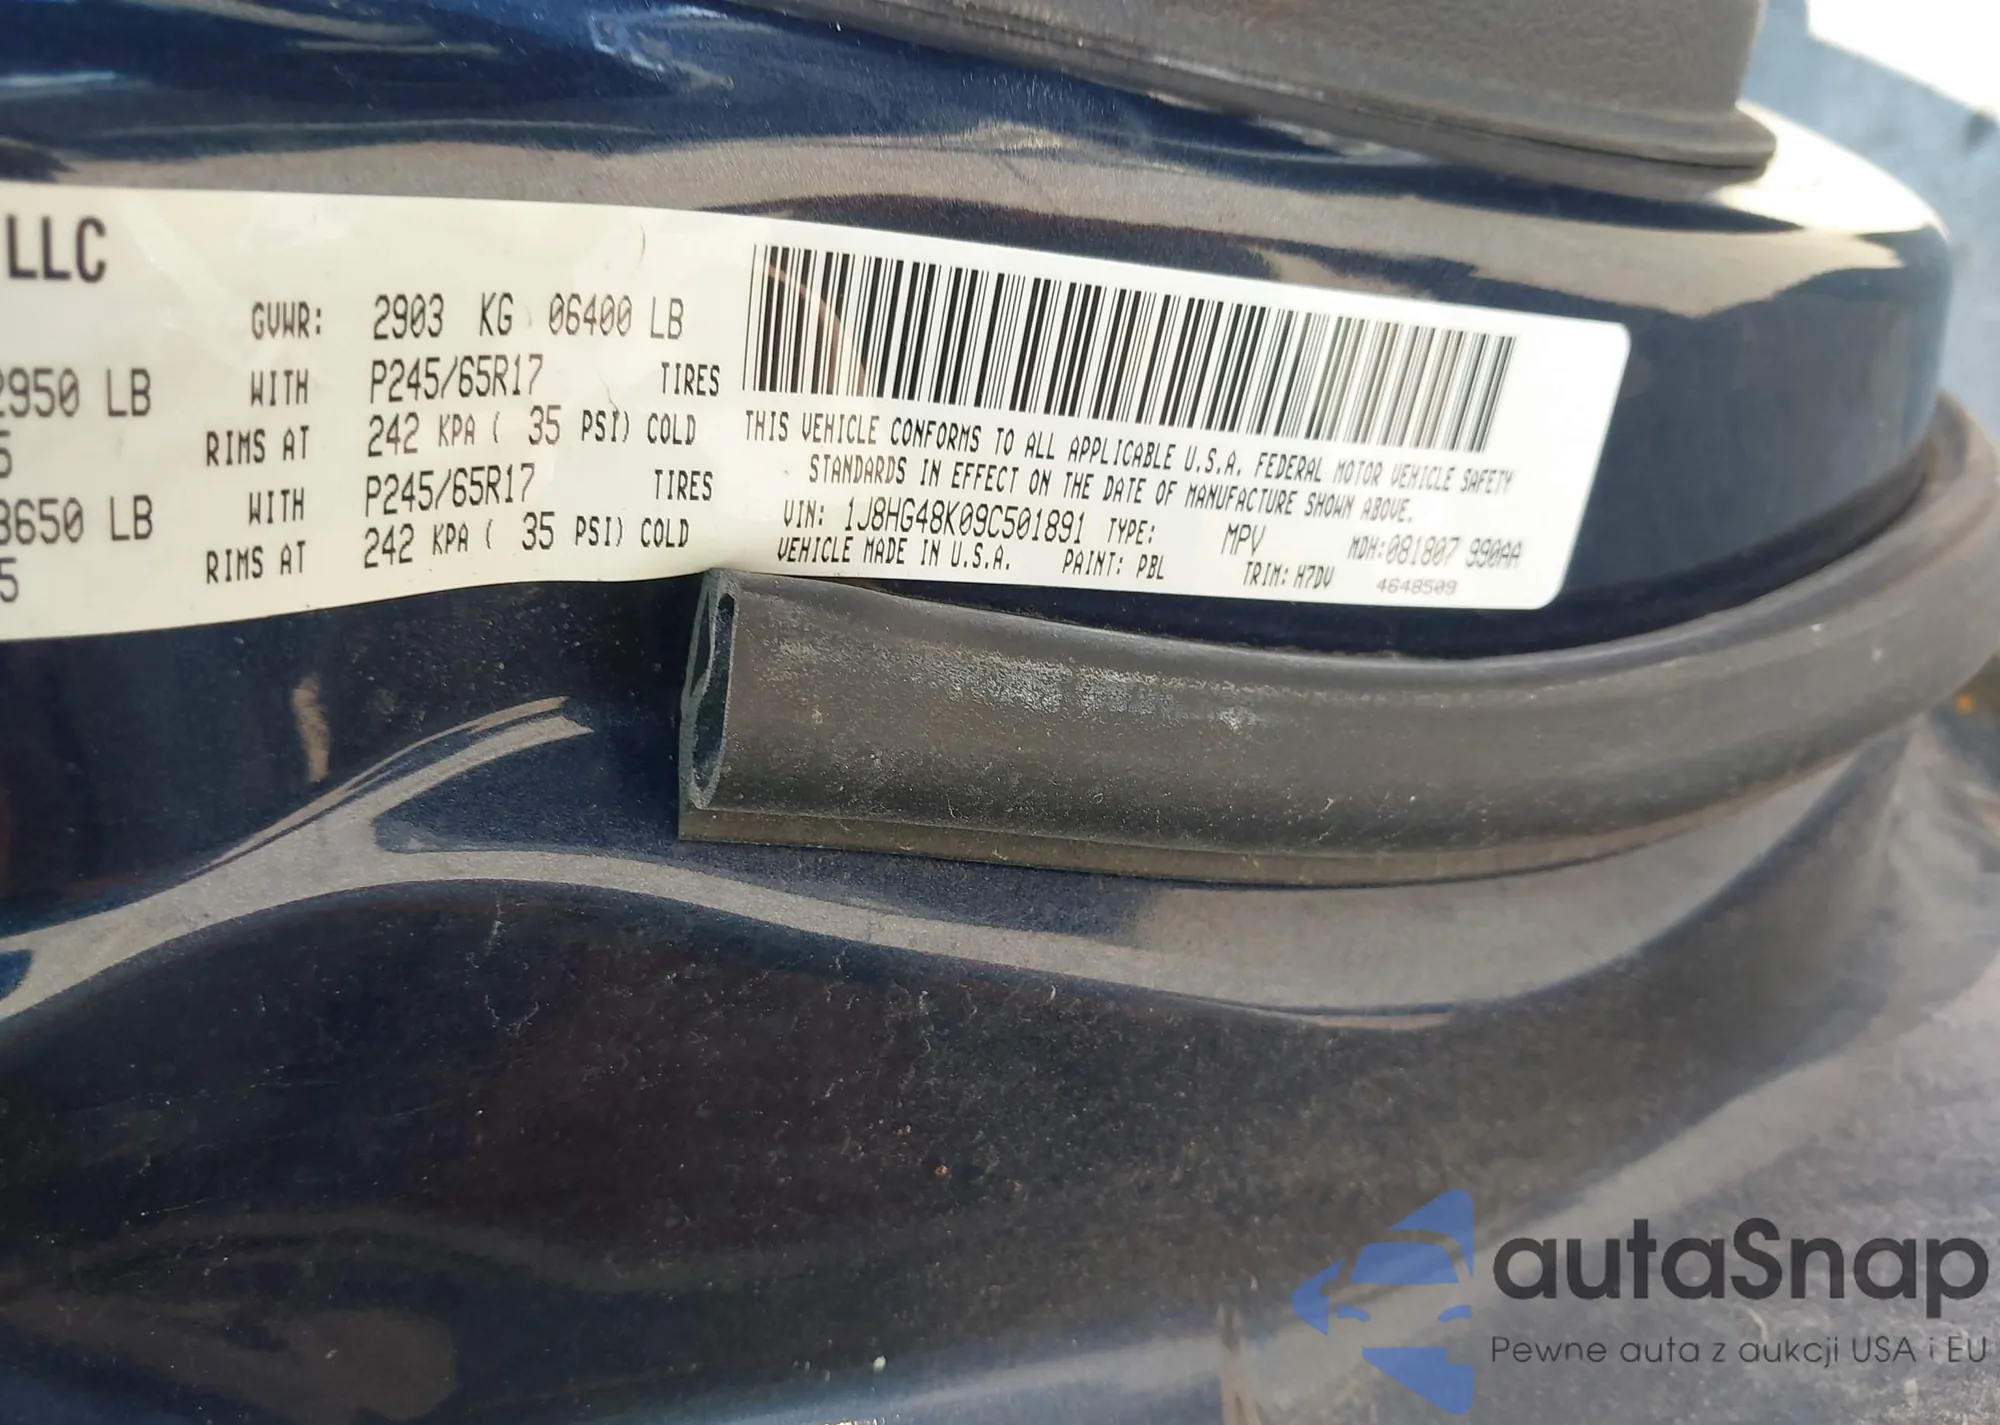 LLC
GVWR: 2903 KG 06400 LB
2950 LB WITH P245/65R17 TIRES
5 RIMS AT 242 KPA ( 35 PSI) COLD
3650 LB WITH P245/65R17 TIRES
5 RIMS AT 242 KPA ( 35 PSI) COLD
THIS VEHICLE CONFORMS TO ALL APPLICABLE U.S.A. FEDERAL MOTOR VEHICLE SAFETY
STANDARDS IN EFFECT ON THE DATE OF MANUFACTURE SHOWN ABOVE.
VIN: 1J8HG48K09C501891 TYPE: MPV MDH:081807 990AA
VEHICLE MADE IN U.S.A. PAINT: PBL TRIM: H7DV 4648509
autaSnap
Pewne auta z aukcji USA i EU